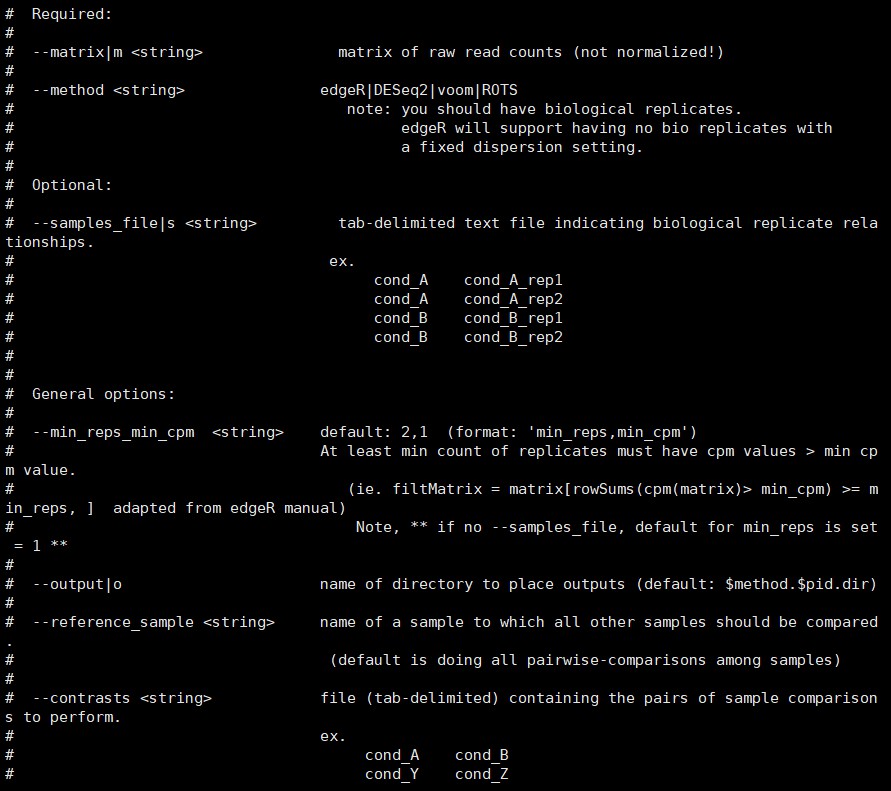 #  Required:
#
#  --matrix|m <string>               matrix of raw read counts (not normalized!)
#
#  --method <string>               edgeR|DESeq2|voom|ROTS
#                                     note: you should have biological replicates.
#                                           edgeR will support having no bio replicates with
#                                           a fixed dispersion setting.
#
#  Optional:
#
#  --samples_file|s <string>         tab-delimited text file indicating biological replicate rela
tionships.
#                                   ex.
#                                        cond_A    cond_A_rep1
#                                        cond_A    cond_A_rep2
#                                        cond_B    cond_B_rep1
#                                        cond_B    cond_B_rep2
#
#
#  General options:
#
#  --min_reps_min_cpm  <string>    default: 2,1  (format: 'min_reps,min_cpm')
#                                  At least min count of replicates must have cpm values > min cp
m value.
#                                     (ie. filtMatrix = matrix[rowSums(cpm(matrix)> min_cpm) >= m
in_reps, ]  adapted from edgeR manual)
#                                      Note, ** if no --samples_file, default for min_reps is set
 = 1 **
#
#  --output|o                      name of directory to place outputs (default: $method.$pid.dir)
#
#  --reference_sample <string>     name of a sample to which all other samples should be compared
.
#                                   (default is doing all pairwise-comparisons among samples)
#
#  --contrasts <string>            file (tab-delimited) containing the pairs of sample comparison
s to perform.
#                                  ex.
#                                       cond_A    cond_B
#                                       cond_Y    cond_Z